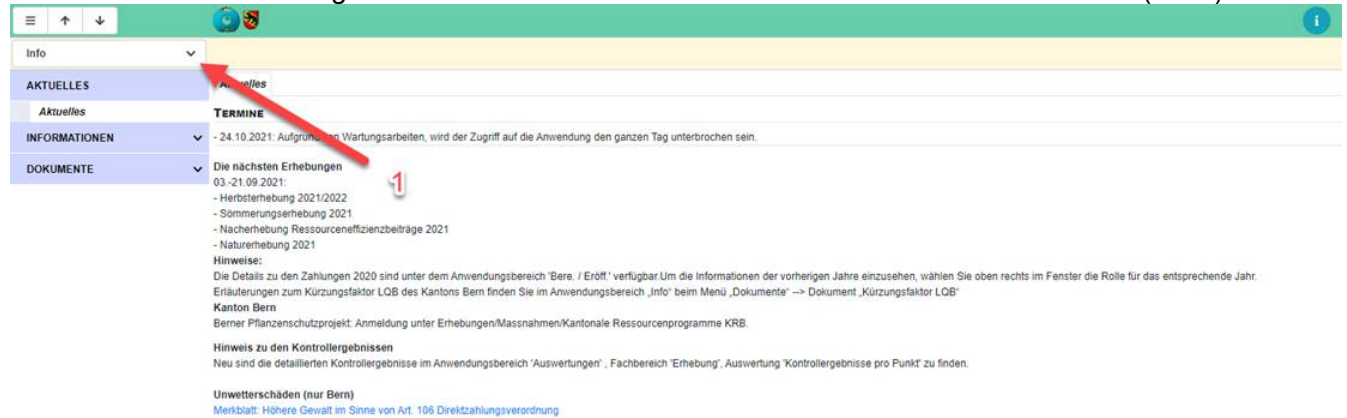 Info
AKTUELLES
Aktuelles
INFORMATIONEN
DOKUMENTE
Aktuelles
TERMINE
- 24.10.2021: Aufgrund von Wartungsarbeiten, wird der Zugriff auf die Anwendung den ganzen Tag unterbrochen sein.
Die nächsten Erhebungen
03.-21.09.2021:
- Herbsterhebung 2021/2022
- Sömmerungserhebung 2021
- Nacherhebung Ressourceneffizienzbeiträge 2021
- Naturerhebung 2021
Hinweise:
Die Details zu den Zahlungen 2020 sind unter dem Anwendungsbereich 'Bere. / Eröff.' verfügbar.Um die Informationen der vorherigen Jahre einzusehen, wählen Sie oben rechts im Fenster die Rolle für das entsprechende Jahr.
Erläuterungen zum Kürzungsfaktor LQB des Kantons Bern finden Sie im Anwendungsbereich „Info“ beim Menü „Dokumente“ --> Dokument „Kürzungsfaktor LQB“
Kanton Bern
Berner Pflanzenschutzprojekt: Anmeldung unter Erhebungen/Massnahmen/Kantonale Ressourcenprogramme KRB.
Hinweis zu den Kontrollergebnissen
Neu sind die detaillierten Kontrollergebnisse im Anwendungsbereich 'Auswertungen' , Fachbereich 'Erhebung', Auswertung 'Kontrollergebnisse pro Punkt' zu finden.
Unwetterschäden (nur Bern)
Merkblatt: Höhere Gewalt im Sinne von Art. 106 Direktzahlungsverordnung
1
i